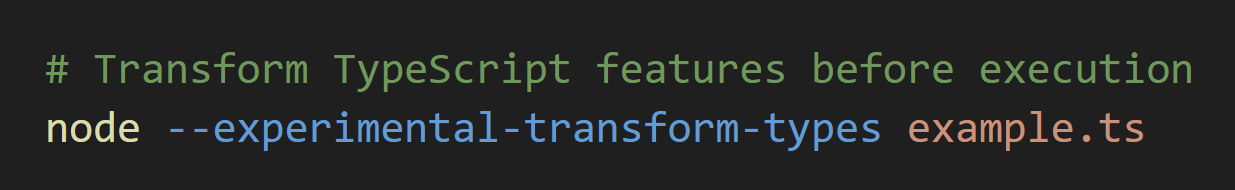 # Transform TypeScript features before execution
node --experimental-transform-types example.ts